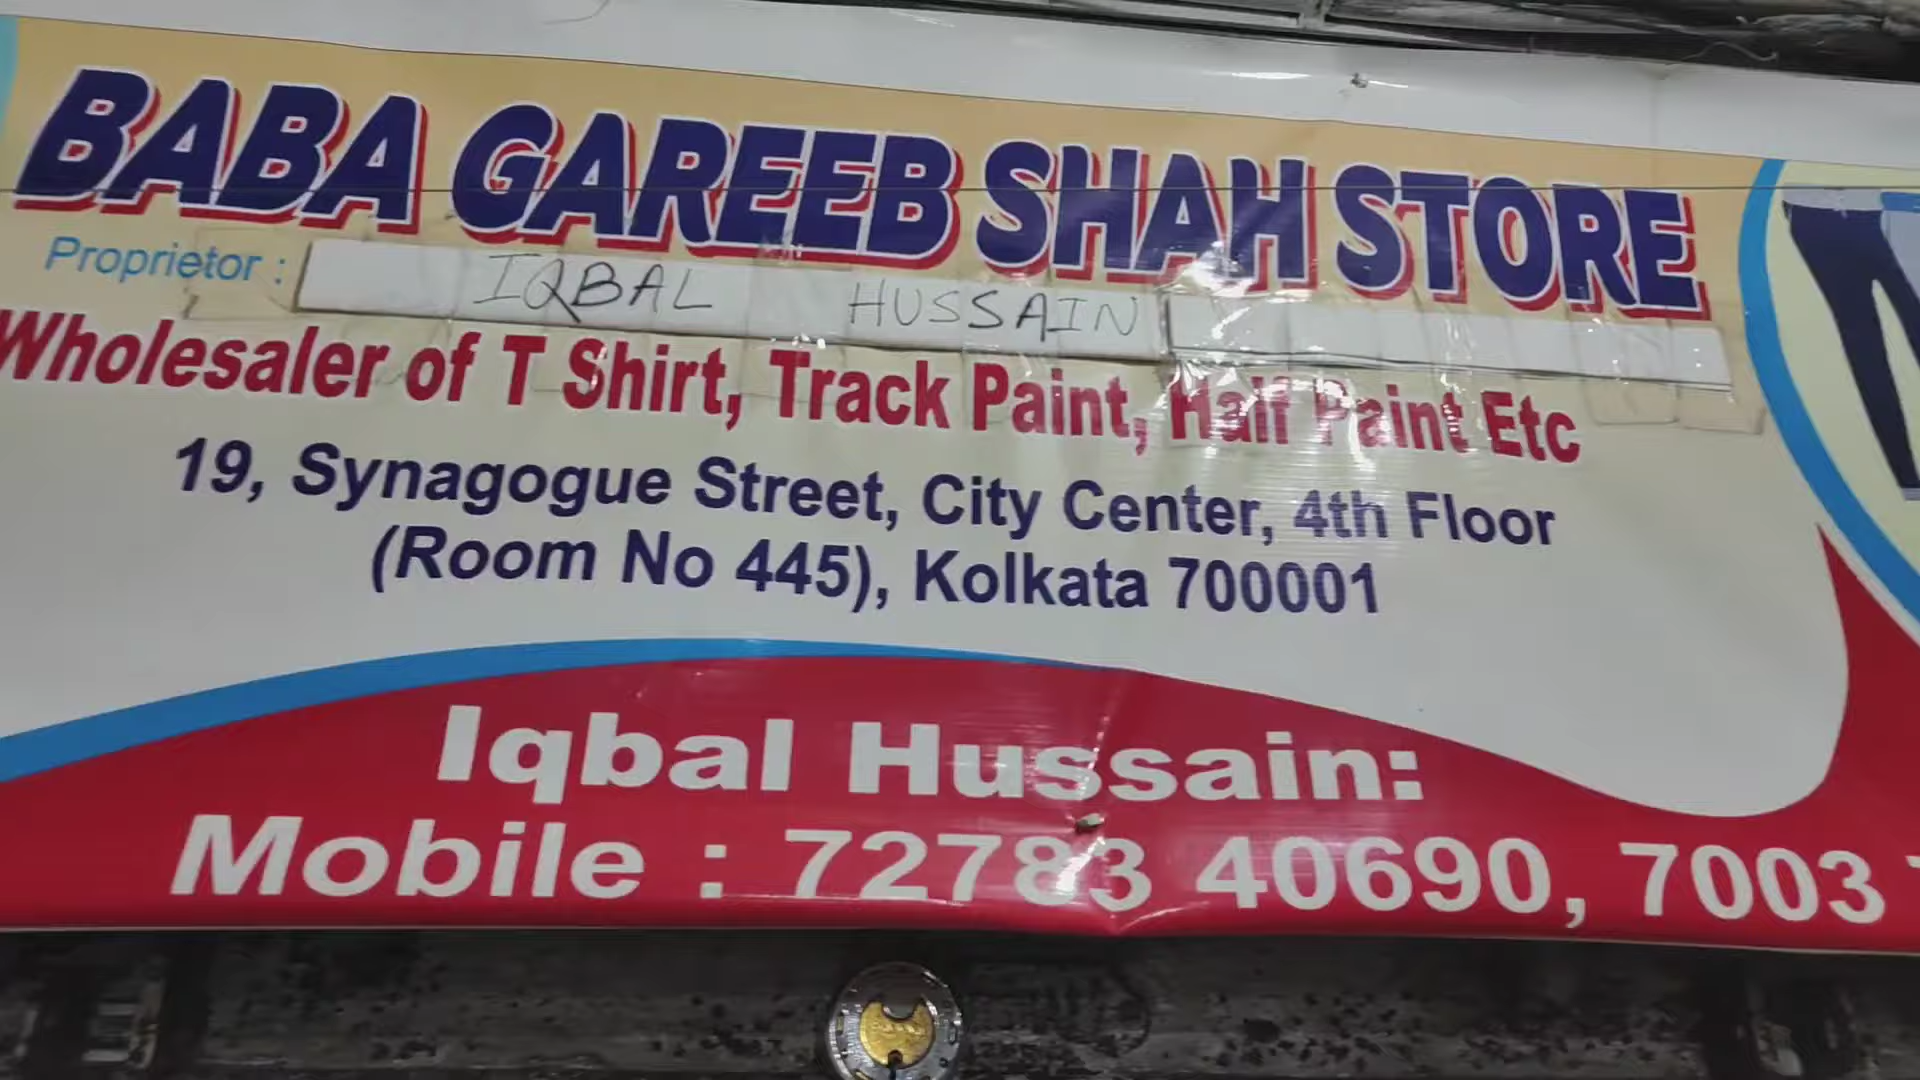 BABA GAREEB SHAH STORE
Proprietor : IQBAL HUSSAIN
Wholesaler of T Shirt, Track Paint, Half Paint Etc
19, Synagogue Street, City Center, 4th Floor
(Room No 445), Kolkata 700001
Iqbal Hussain:
Mobile : 72783 40690, 7003